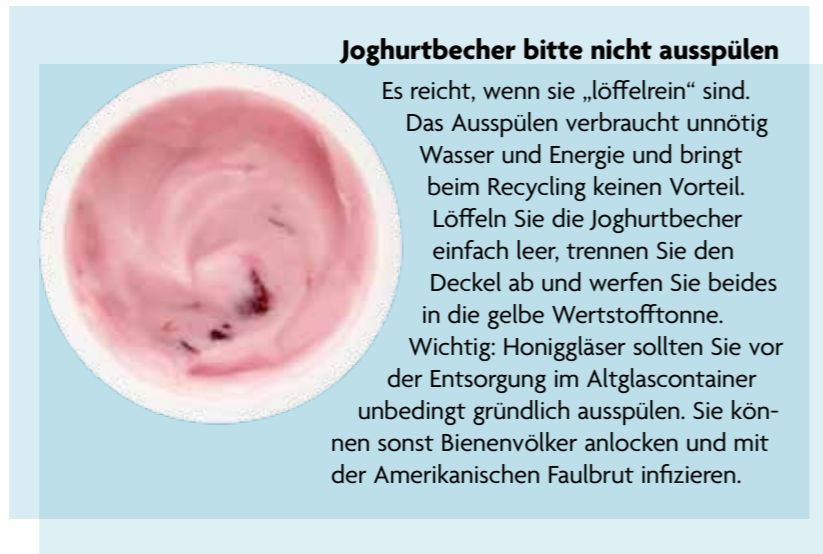 Joghurtbecher bitte nicht ausspülen
Es reicht, wenn sie „löffelrein“ sind.
Das Ausspülen verbraucht unnötig
Wasser und Energie und bringt
beim Recycling keinen Vorteil.
Löffeln Sie die Joghurtbecher
einfach leer, trennen Sie den
Deckel ab und werfen Sie beides
in die gelbe Wertstofftonne.
Wichtig: Honiggläser sollten Sie vor
der Entsorgung im Altglascontainer
unbedingt gründlich ausspülen. Sie kön-
nen sonst Bienenvölker anlocken und mit
der Amerikanischen Faulbrut infizieren.